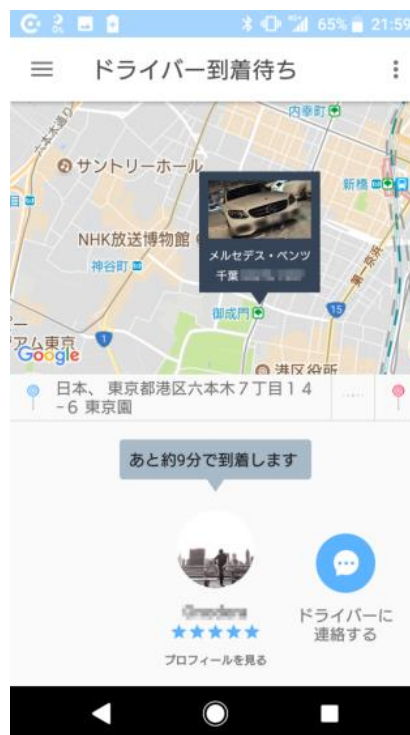 65% 21:59
ドライバー到着待ち
六本木通り
内幸町
サントリーホール
新橋
メルセデス・ベンツ
千葉
NHK放送博物館
神谷町
御成門
15
第一京浜
1
アム東京
Google
港区役所
日本、東京都港区六本木7丁目14
-6 東京園
あと約9分で到着します
ドライバーに
連絡する
プロフィールを見る